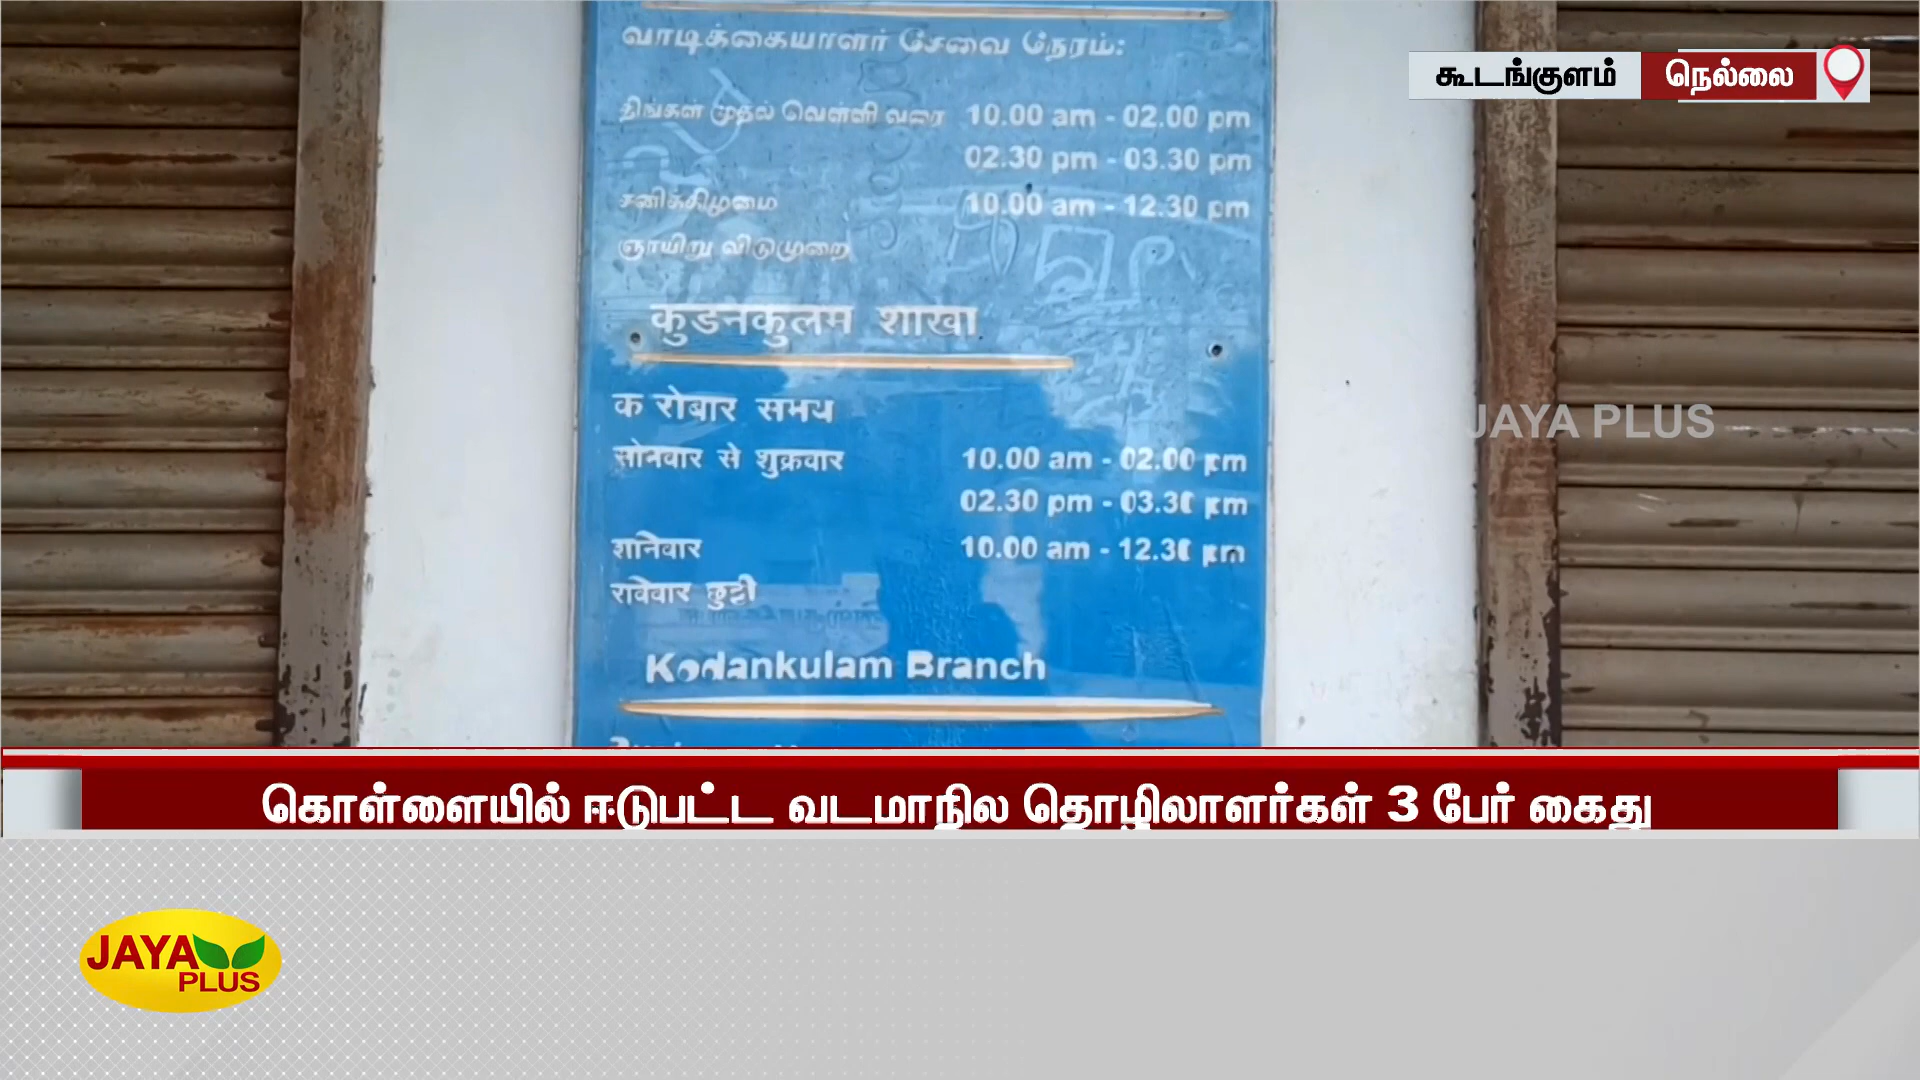 வாடிக்கையாளர் சேவை நேரம்:
கூடங்குளம் நெல்லை
திங்கள் முதல் வெள்ளி வரை 10.00 am - 02.00 pm
02.30 pm - 03.30 pm
சனிக்கிழமை 10.00 am - 12.30 pm
ஞாயிறு விடுமுறை
कुडनकुलम शाखा
JAYA PLUS
क रोबार समय
सोनवार से शुक्रवार 10.00 am - 02.00 pm
02.30 pm - 03.30 pm
शनिवार 10.00 am - 12.30 pm
रविवार छुट्टी
Kodankulam Branch
கொள்ளையில் ஈடுபட்ட வடமாநில தொழிலாளர்கள் 3 பேர் கைது
JAYA
PLUS